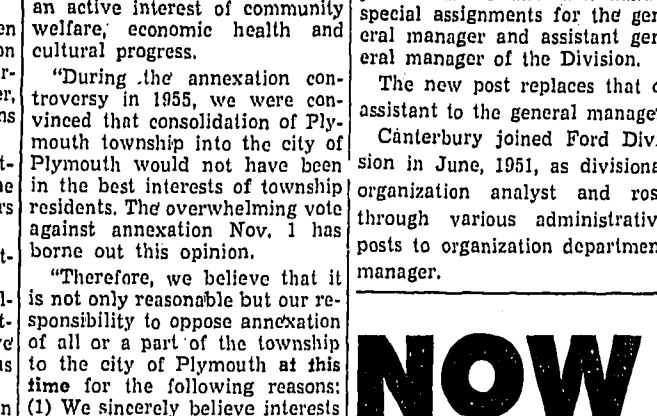 an active interest of community
welfare, economic health and
cultural progress.
"During .the annexation con-
troversy in 1955, we were con-
vinced that consolidation of Ply-
mouth township into the city of
Plymouth would not have been
in the best interests of township
residents. The overwhelming vote
against annexation Nov. 1 has
borne out this opinion.
"Therefore, we believe that it
is not only reasonable but our re-
sponsibility to oppose annexation
of all or a part of the township
to the city of Plymouth at this
time for the following reasons:
(1) We sincerely believe interests
special assignments for the gen
eral manager and assistant gen
eral manager of the Division.
The new post replaces that
assistant to the general manage
Canterbury joined Ford Div
sion in June, 1951, as divisiona
organization analyst and ros
through various administrativ
posts to organization departmen
manager.
NOW